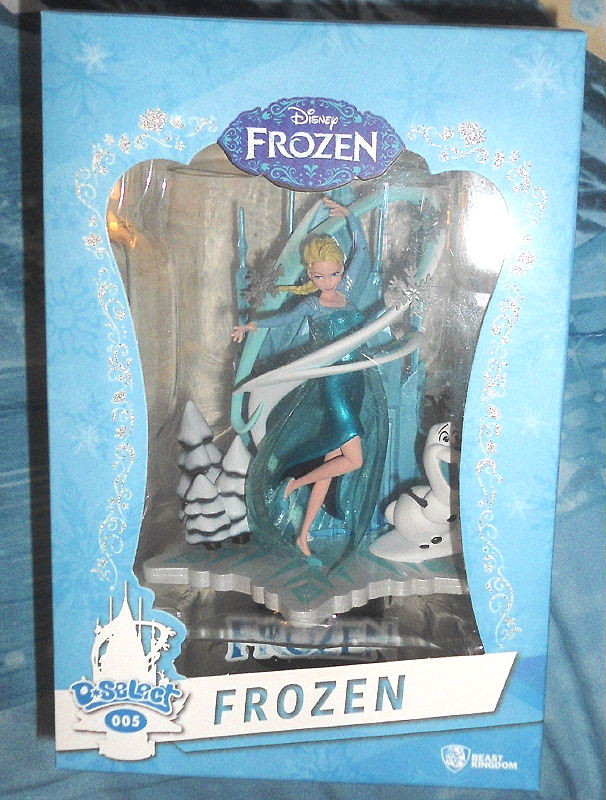 Disney
FROZEN
FROZEN
D-Select
005
FROZEN
BEAST
KINGDOM